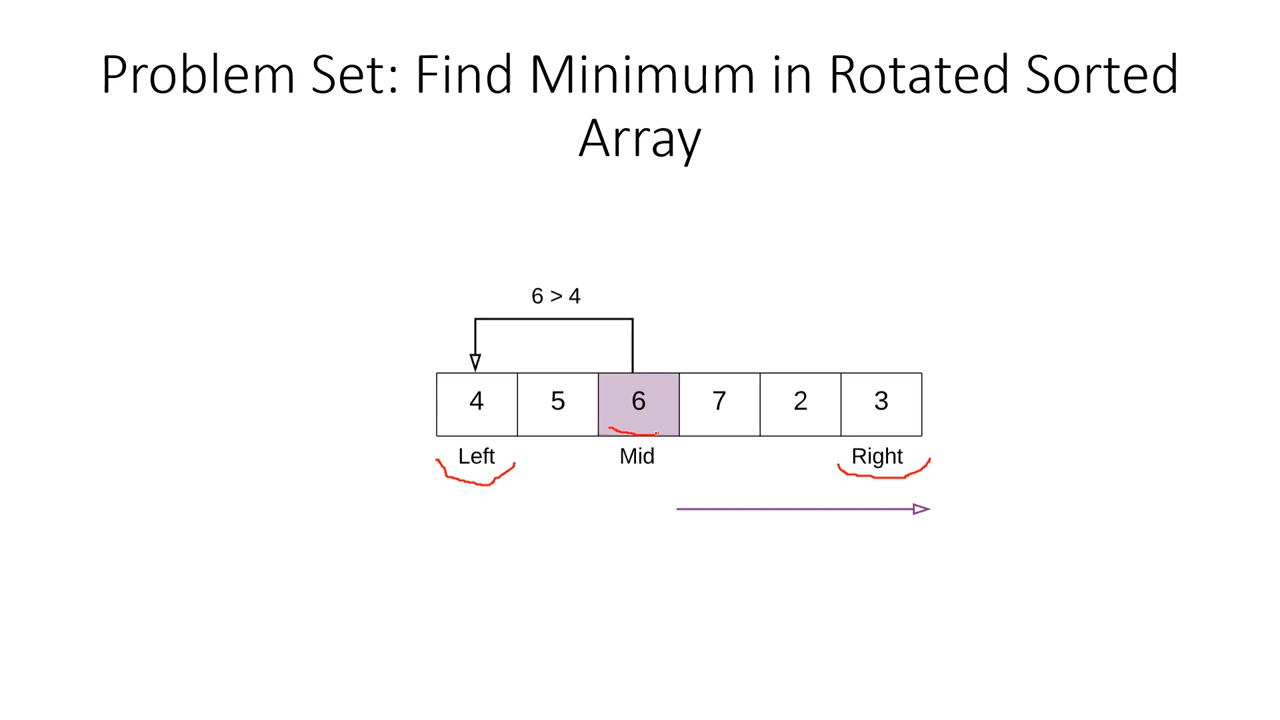 Problem Set: Find Minimum in Rotated Sorted
Array
6 > 4
4 5 6 7 2 3
Left Mid Right